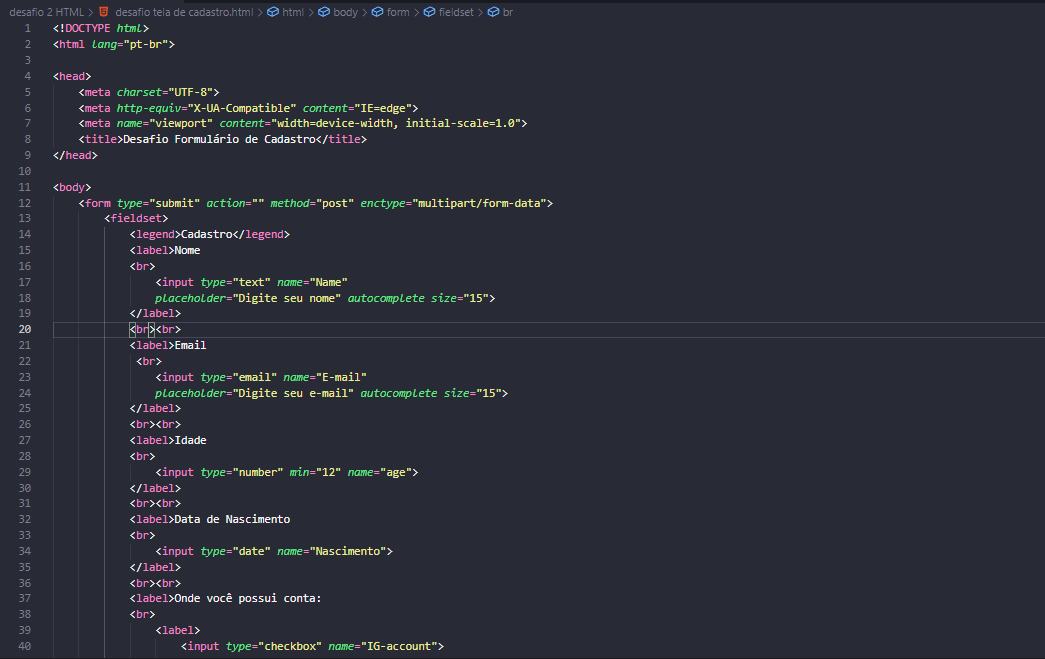 desafio 2 HTML > desafio tela de cadastro.html > html > body > form > fieldset > br
1 <!DOCTYPE html>
2 <html lang="pt-br">
3
4 <head>
5 <meta charset="UTF-8">
6 <meta http-equiv="X-UA-Compatible" content="IE=edge">
7 <meta name="viewport" content="width=device-width, initial-scale=1.0">
8 <title>Desafio Formulário de Cadastro</title>
9 </head>
10
11 <body>
12 <form type="submit" action="" method="post" enctype="multipart/form-data">
13 <fieldset>
14 <legend>Cadastro</legend>
15 <label>Nome
16 <br>
17 <input type="text" name="Name"
18 placeholder="Digite seu nome" autocomplete size="15">
19 </label>
20 <br><br>
21 <label>Email
22 <br>
23 <input type="email" name="E-mail"
24 placeholder="Digite seu e-mail" autocomplete size="15">
25 </label>
26 <br><br>
27 <label>Idade
28 <br>
29 <input type="number" min="12" name="age">
30 </label>
31 <br><br>
32 <label>Data de Nascimento
33 <br>
34 <input type="date" name="Nascimento">
35 </label>
36 <br><br>
37 <label>Onde você possui conta:
38 <br>
39 <label>
40 <input type="checkbox" name="IG-account">